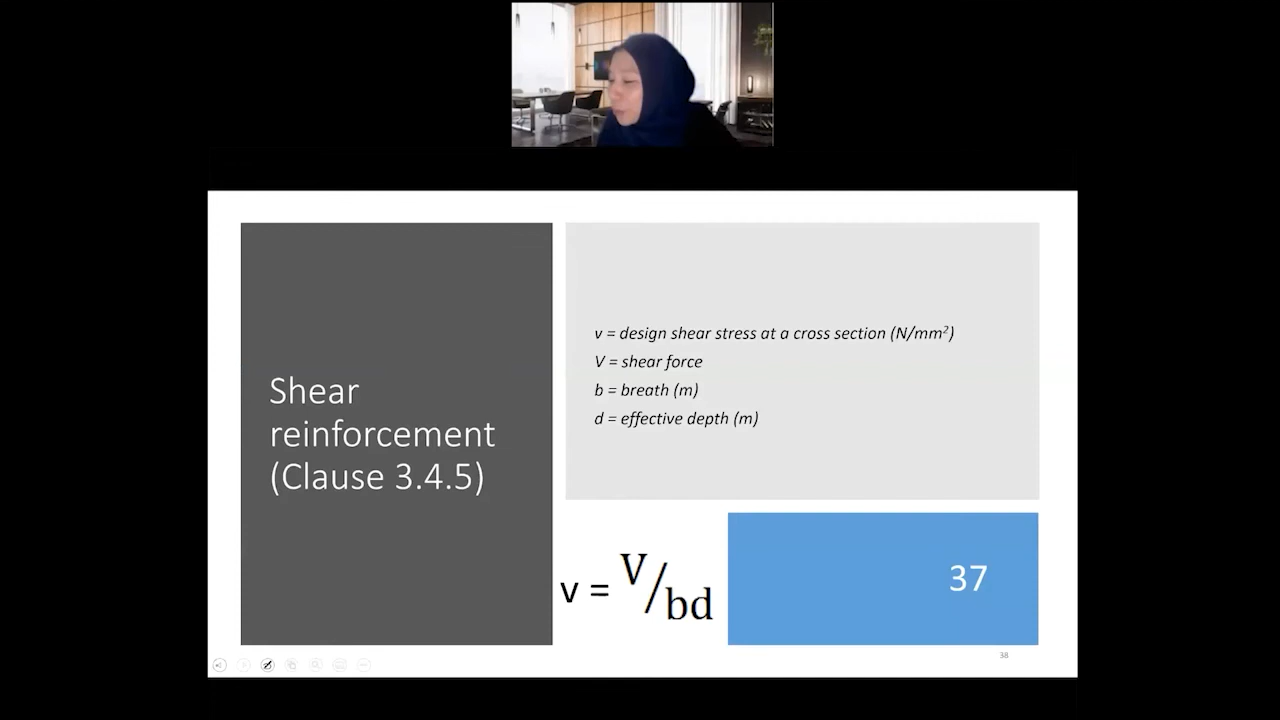 Shear
reinforcement
(Clause 3.4.5)
v = design shear stress at a cross section (N/mm²)
V = shear force
b = breath (m)
d = effective depth (m)
v = V/bd
37
38